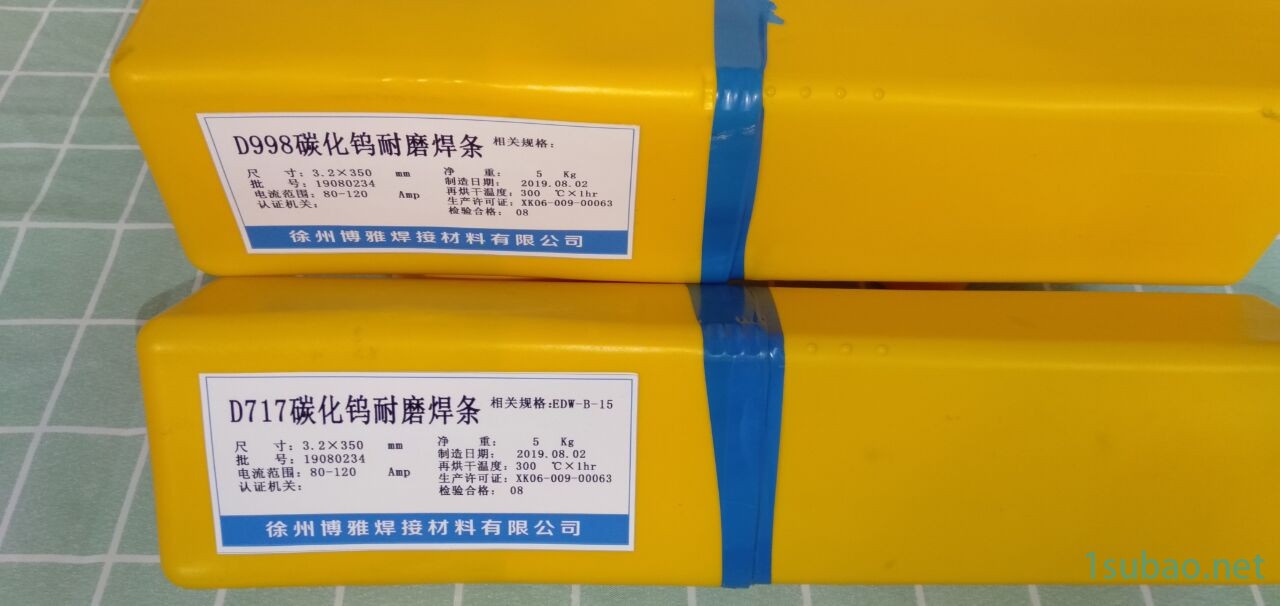 D998碳化钨耐磨焊条 相关规格:
尺 寸: 3.2×350 mm 净 重: 5 Kg
批 号: 19080234 制造日期: 2019.08.02
电流范围: 80-120 Amp 再烘干温度: 300 ℃×1hr
认证机关: 生产许可证: XK06-009-00063
检验合格: 08
徐州博雅焊接材料有限公司
D717碳化钨耐磨焊条 相关规格:EDW-B-15
尺 寸: 3.2×350 mm 净 重: 5 Kg
批 号: 19080234 制造日期: 2019.08.02
电流范围: 80-120 Amp 再烘干温度: 300 ℃×1hr
认证机关: 生产许可证: XK06-009-00063
检验合格: 08
徐州博雅焊接材料有限公司
1subao.net